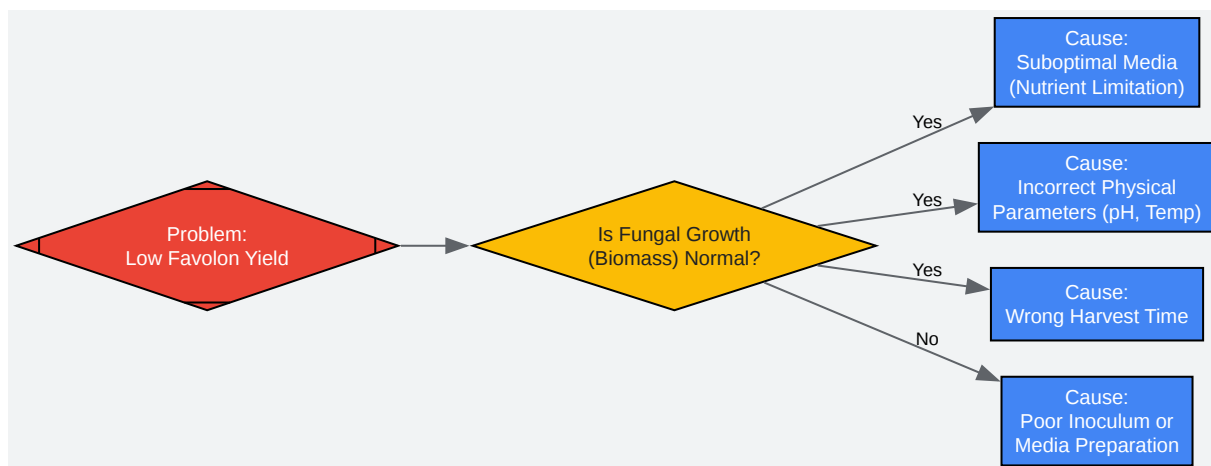 Problem:
Low Favolon Yield
Is Fungal Growth
(Biomass) Normal?
Yes
Cause:
Suboptimal Media
(Nutrient Limitation)
Yes
Cause:
Incorrect Physical
Parameters (pH, Temp)
Yes
Cause:
Wrong Harvest Time
No
Cause:
Poor Inoculum or
Media Preparation